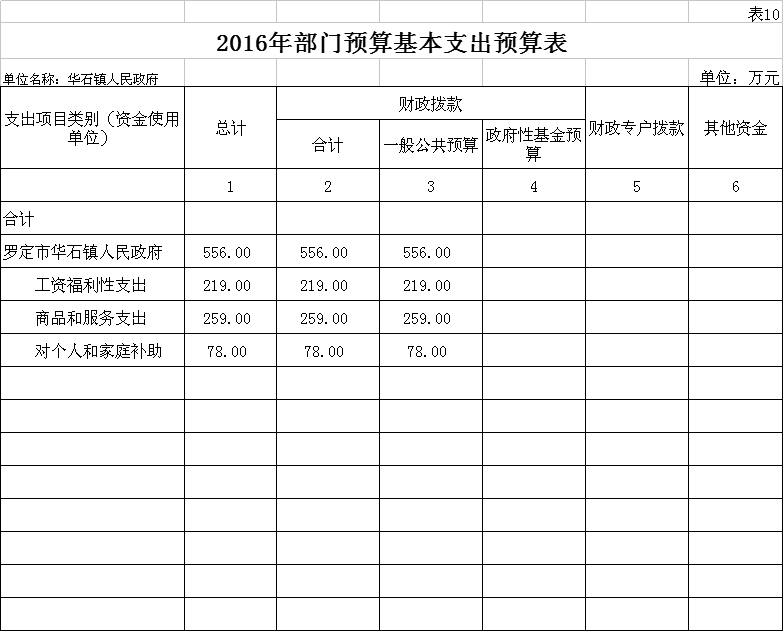 表10
2016年部门预算基本支出预算表
单位名称：华石镇人民政府 单位：万元
支出项目类别（资金使用单位） 总计 财政拨款 财政专户拨款 其他资金
合计 一般公共预算 政府性基金预算
1 2 3 4 5 6
合计
罗定市华石镇人民政府 556.00 556.00 556.00
工资福利性支出 219.00 219.00 219.00
商品和服务支出 259.00 259.00 259.00
对个人和家庭补助 78.00 78.00 78.00